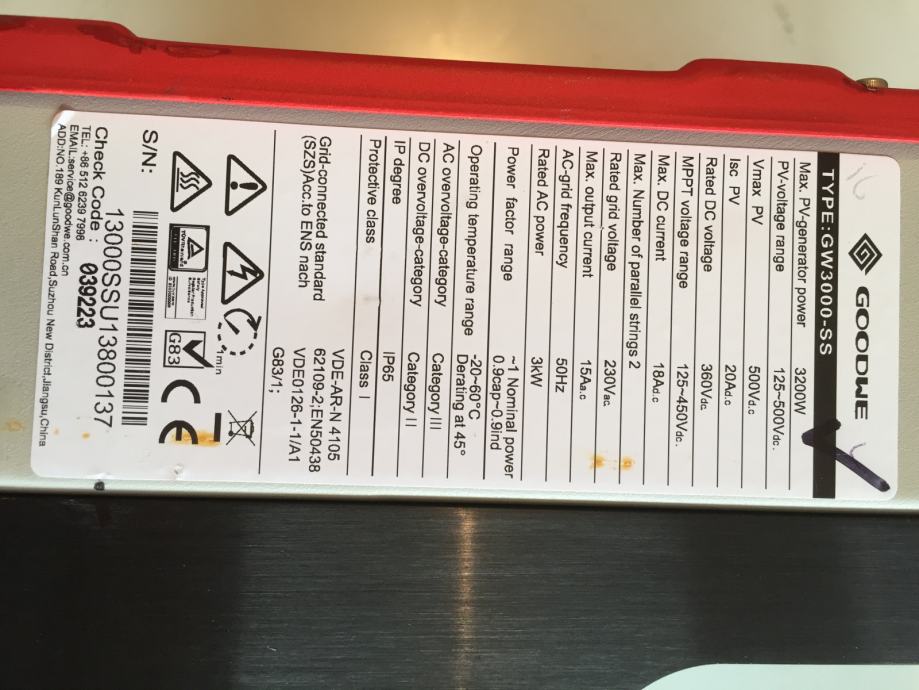 16
GOODWE
TYPE:GW3000-SS
Max. PV-generator power 3200W
PV-voltage range 125~500Vd.c.
Vmax PV 500Vd.c
Isc PV 20Ad.c
Rated DC voltage 360Vd.c
MPPT voltage range 125~450Vdc.
Max. DC current 18Ad.c
Max. Number of parallel strings 2
Rated grid voltage 230Vac
Max. output current 15Aa.c
AC-grid frequency 50Hz
Rated AC power 3kW
Power factor range ~1 Nominal power
0.9cap~0.9ind
Operating temperature range -20~60°C
Derating at 45°
AC overvoltage-category Category III
DC overvoltage-category Category II
IP degree IP65
Protective class Class I
Grid-connected standard VDE-AR-N 4105
(SZS)Acc.to ENS nach 62109-2;EN50438
VDE0126-1-1/A1
G83/1;
1min
G83
CE
S/N:
13000SSU13800137
Check Code : 039223
TEL: +86 512 6239 7998
EMAIL:service@goodwe.com.cn
ADD:NO.189 KunLunShan Road,Suzhou New District,Jiangsu,China